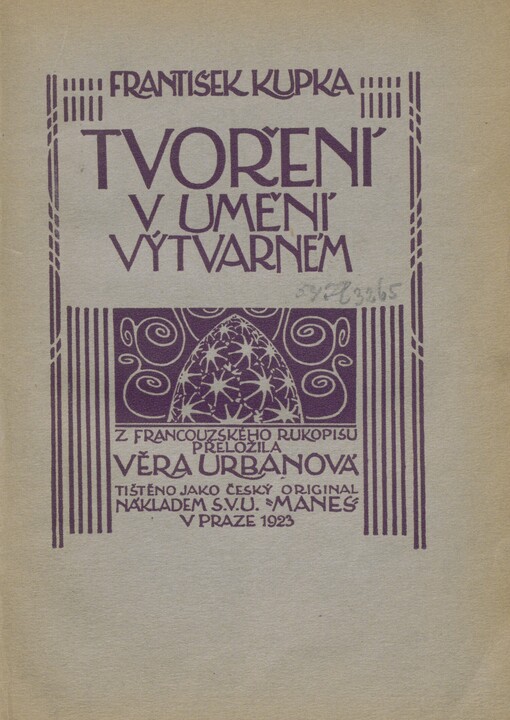 FRANTIŠEK KUPKA
TVOŘENÍ
V UMĚNÍ
VÝTVARNÉM
Z FRANCOUZSKÉHO RUKOPISU
PŘELOŽILA
VĚRA URBANOVÁ
TIŠTĚNO JAKO ČESKÝ ORIGINAL
NÁKLADEM S.V.U. "MANES"
V PRAZE 1923